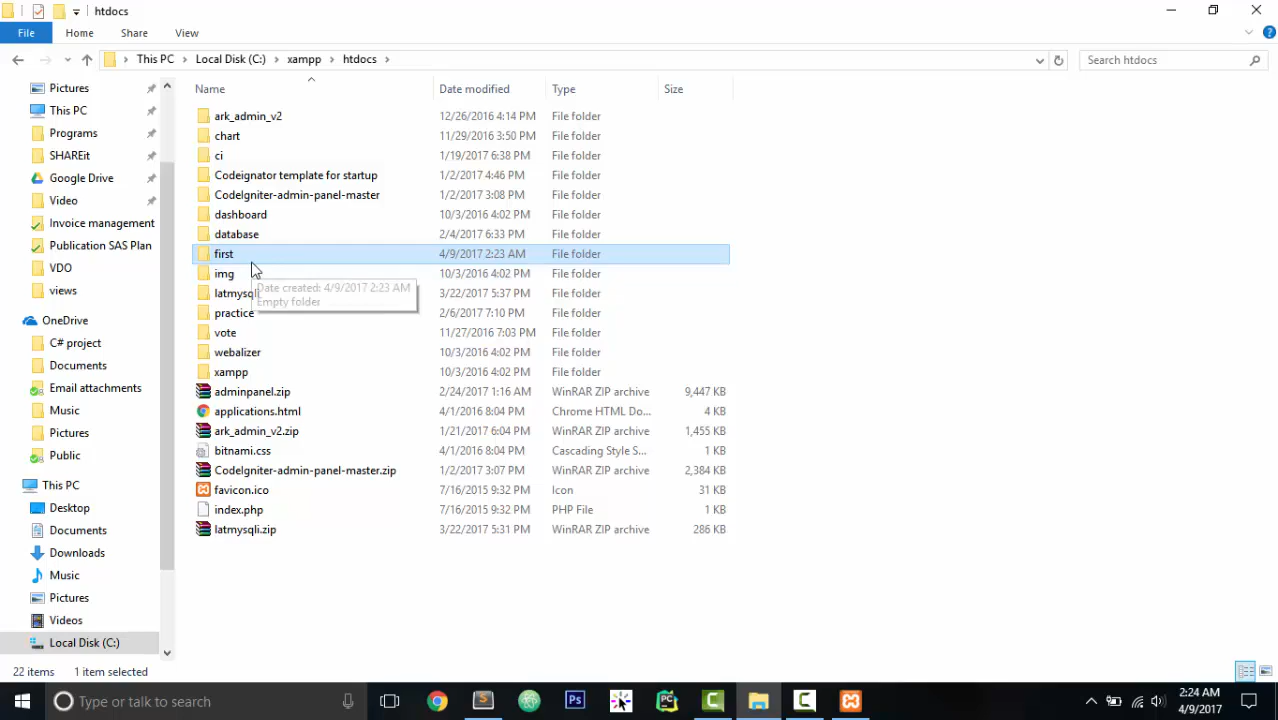 htdocs
File Home Share View
This PC Local Disk (C:) xampp htdocs
Search htdocs
Pictures
This PC
Programs
SHAREit
Google Drive
Video
Invoice management
Publication SAS Plan
VDO
views
OneDrive
C# project
Documents
Email attachments
Music
Pictures
Public
This PC
Desktop
Documents
Downloads
Music
Pictures
Videos
Local Disk (C:)
Name Date modified Type Size
ark_admin_v2 12/26/2016 4:14 PM File folder
chart 11/29/2016 3:50 PM File folder
ci 1/19/2017 6:38 PM File folder
Codeignator template for startup 1/2/2017 4:46 PM File folder
CodeIgniter-admin-panel-master 1/2/2017 3:08 PM File folder
dashboard 10/3/2016 4:02 PM File folder
database 2/4/2017 6:33 PM File folder
first 4/9/2017 2:23 AM File folder
img 10/3/2016 4:02 PM File folder
latmysqli 3/22/2017 5:37 PM File folder
Date created: 4/9/2017 2:23 AM
Empty folder
practice 2/6/2017 7:10 PM File folder
vote 11/27/2016 7:03 PM File folder
webalizer 10/3/2016 4:02 PM File folder
xampp 10/3/2016 4:02 PM File folder
adminpanel.zip 2/24/2017 1:16 AM WinRAR ZIP archive 9,447 KB
applications.html 4/1/2016 8:04 PM Chrome HTML Do... 4 KB
ark_admin_v2.zip 1/21/2017 6:04 PM WinRAR ZIP archive 1,455 KB
bitnami.css 4/1/2016 8:04 PM Cascading Style S... 1 KB
CodeIgniter-admin-panel-master.zip 1/2/2017 3:07 PM WinRAR ZIP archive 2,384 KB
favicon.ico 7/16/2015 9:32 PM Icon 31 KB
index.php 7/16/2015 9:32 PM PHP File 1 KB
latmysqli.zip 3/22/2017 5:31 PM WinRAR ZIP archive 286 KB
22 items 1 item selected
Type or talk to search
Ps
PC
2:24 AM
4/9/2017